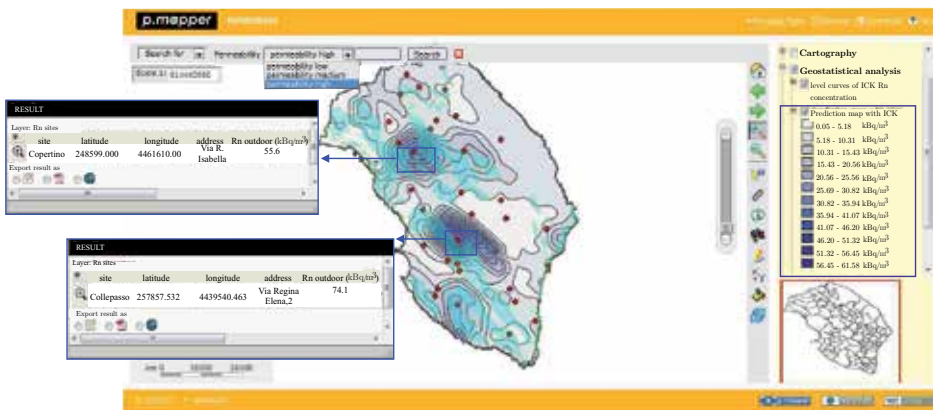 p.mapper
Search for Permeability permeability high Search
permeability low
permeability medium
RESULT
Layer: Rn sites
site latitude longitude address Rn outdoor (kBq/m³)
Copertino 248599.000 4461610.00 Via R. Isabella 55.6
Export result as
RESULT
Layer: Rn sites
site latitude longitude address Rn outdoor (kBq/m³)
Collepasso 257857.532 4439540.463 Via Regina Elena,2 74.1
Export result as
Cartography
Geostatistical analysis
level curves of ICK Rn
concentration
Prediction map with ICK
0.05 - 5.18 kBq/m³
5.18 - 10.31 kBq/m³
10.31 - 15.43 kBq/m³
15.43 - 20.56 kBq/m³
20.56 - 25.56 kBq/m³
25.69 - 30.82 kBq/m³
30.82 - 35.94 kBq/m³
35.94 - 41.07 kBq/m³
41.07 - 46.20 kBq/m³
46.20 - 51.32 kBq/m³
51.32 - 56.45 kBq/m³
56.45 - 61.58 kBq/m³